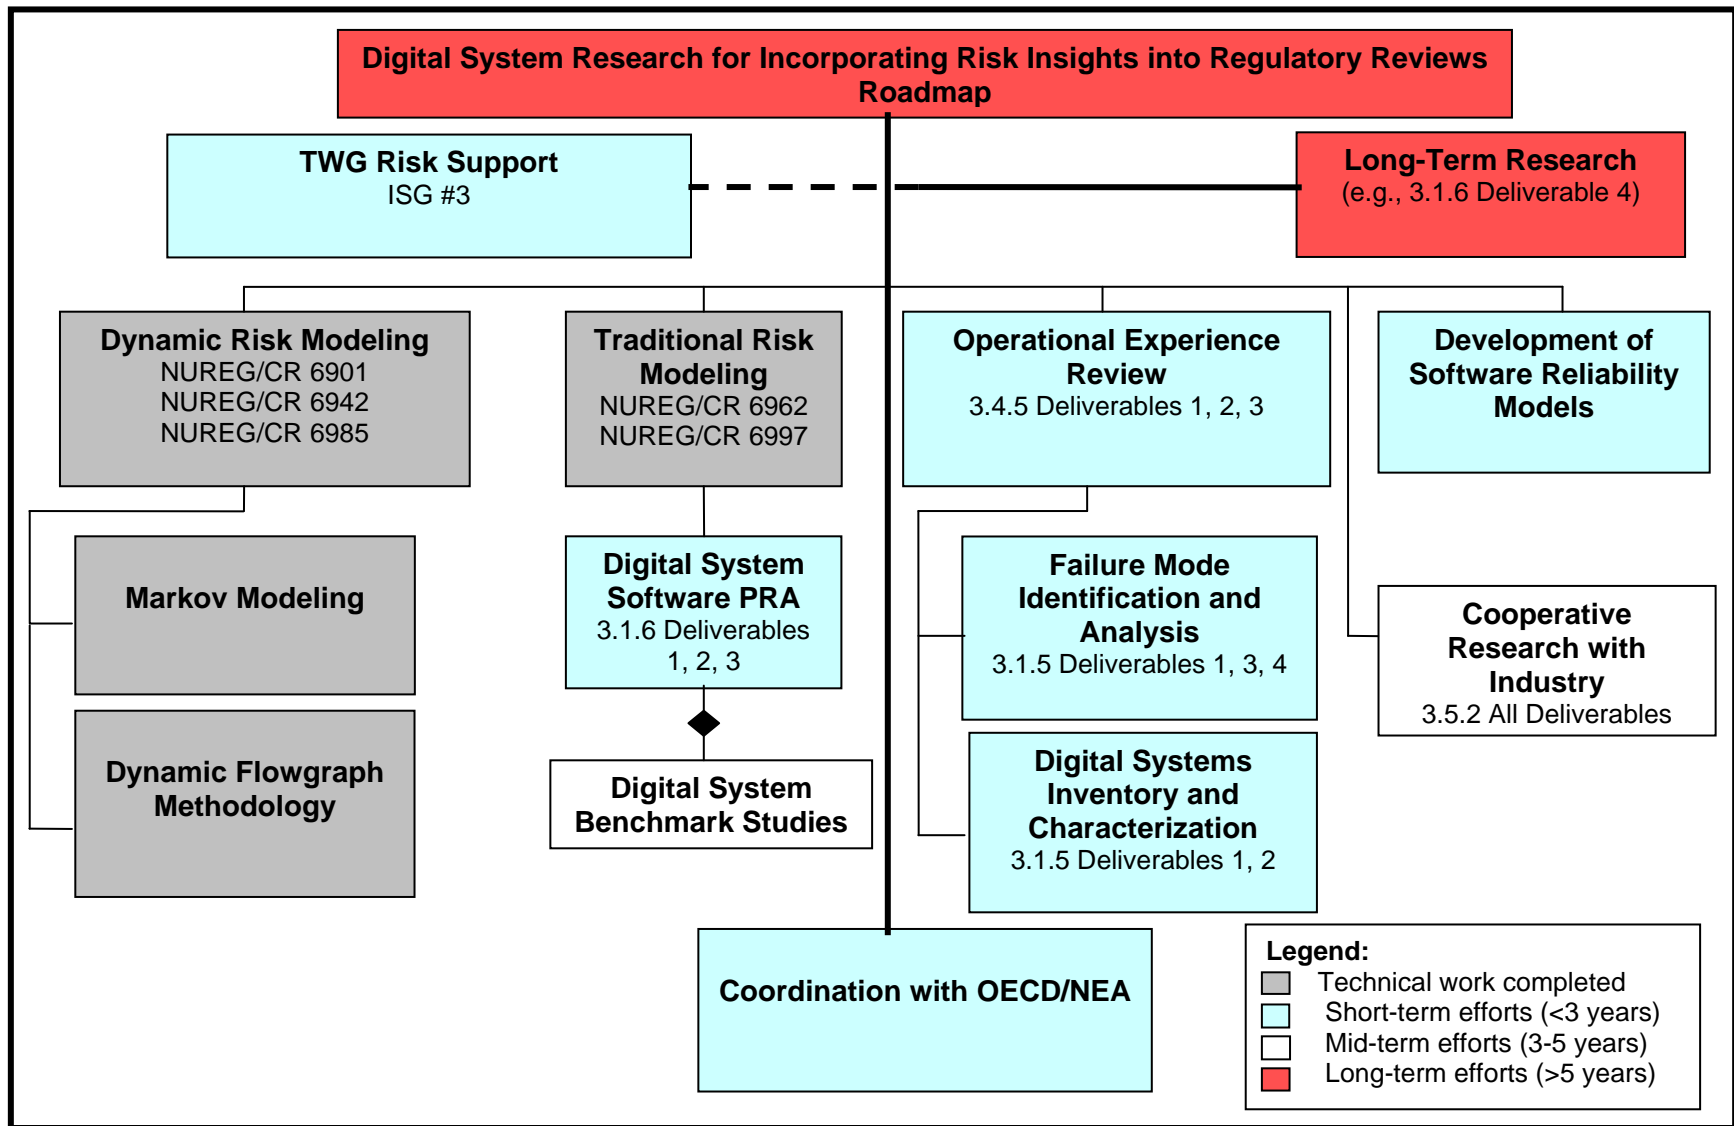 Digital System Research for Incorporating Risk Insights into Regulatory Reviews
Roadmap
TWG Risk Support
ISG #3
Long-Term Research
(e.g., 3.1.6 Deliverable 4)
Dynamic Risk Modeling
NUREG/CR 6901
NUREG/CR 6942
NUREG/CR 6985
Traditional Risk
Modeling
NUREG/CR 6962
NUREG/CR 6997
Operational Experience
Review
3.4.5 Deliverables 1, 2, 3
Development of
Software Reliability
Models
Markov Modeling
Dynamic Flowgraph
Methodology
Digital System
Software PRA
3.1.6 Deliverables
1, 2, 3
Digital System
Benchmark Studies
Failure Mode
Identification and
Analysis
3.1.5 Deliverables 1, 3, 4
Digital Systems
Inventory and
Characterization
3.1.5 Deliverables 1, 2
Cooperative
Research with
Industry
3.5.2 All Deliverables
Coordination with OECD/NEA
Legend:
Technical work completed
Short-term efforts (<3 years)
Mid-term efforts (3-5 years)
Long-term efforts (>5 years)